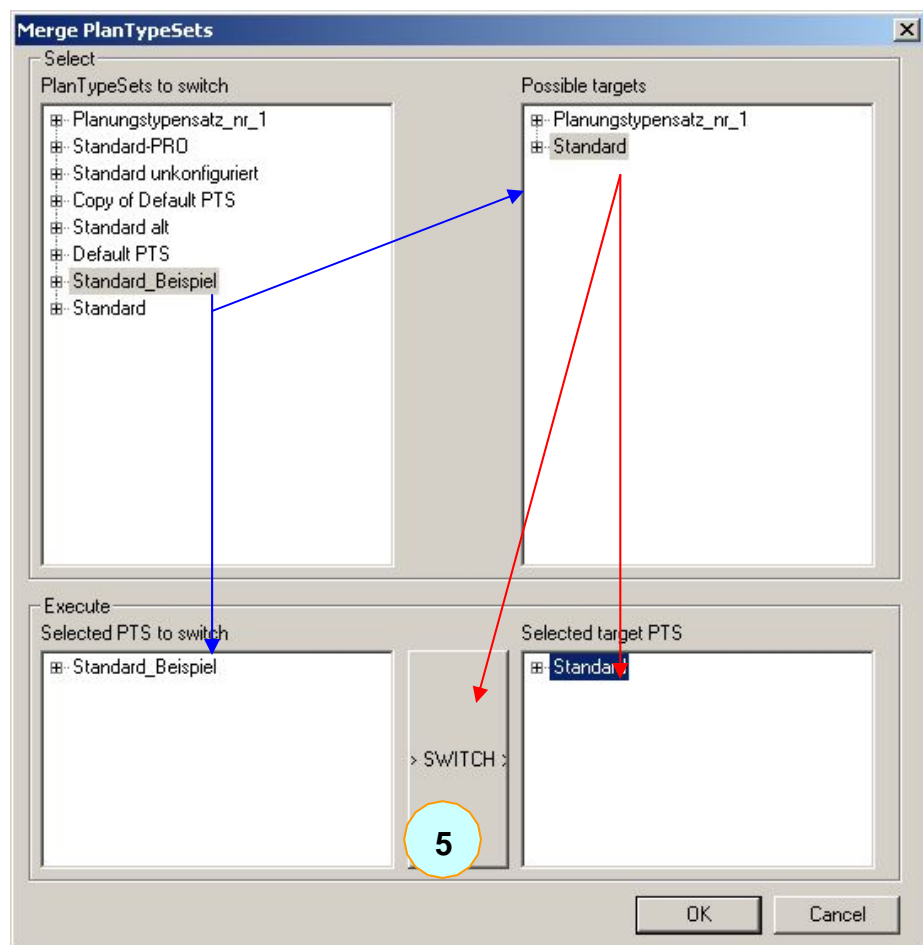 Merge PlanTypeSets
Select
PlanTypeSets to switch
Planungstypensatz_nr_1
Standard-PRO
Standard unkonfiguriert
Copy of Default PTS
Standard alt
Default PTS
Standard_Beispiel
Standard
Possible targets
Planungstypensatz_nr_1
Standard
Execute
Selected PTS to switch
Standard_Beispiel
> SWITCH >
5
Selected target PTS
Standard
OK
Cancel